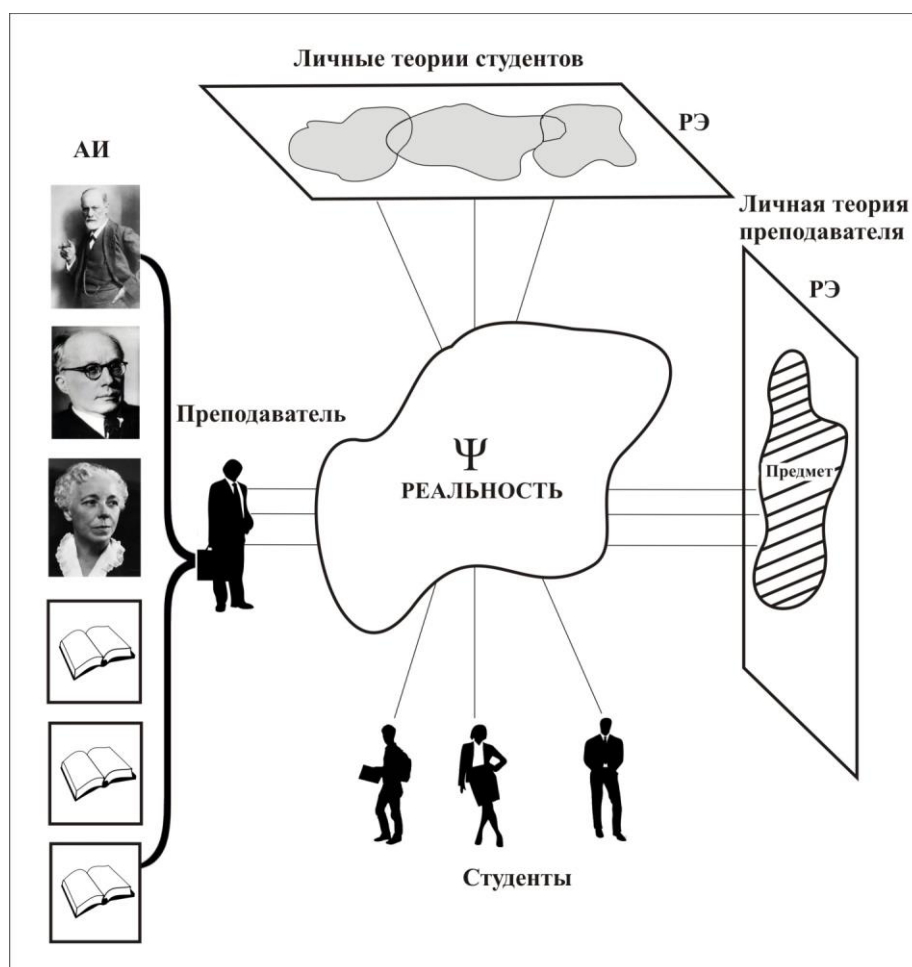 Личные теории студентов
РЭ
АИ
Личная теория
преподавателя
РЭ
Преподаватель
Ψ
РЕАЛЬНОСТЬ
Предмет
Студенты